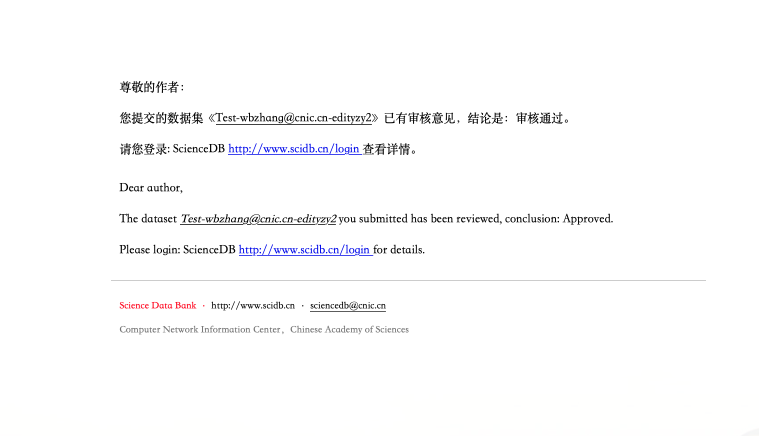 尊敬的作者：
您提交的数据集《Test-wbzhang@cnic.cn-edityzy2》已有审核意见，结论是：审核通过。
请您登录: ScienceDB http://www.scidb.cn/login 查看详情。
Dear author,
The dataset Test-wbzhang@cnic.cn-edityzy2 you submitted has been reviewed, conclusion: Approved.
Please login: ScienceDB http://www.scidb.cn/login for details.
Science Data Bank · http://www.scidb.cn · sciencedb@cnic.cn
Computer Network Information Center，Chinese Academy of Sciences